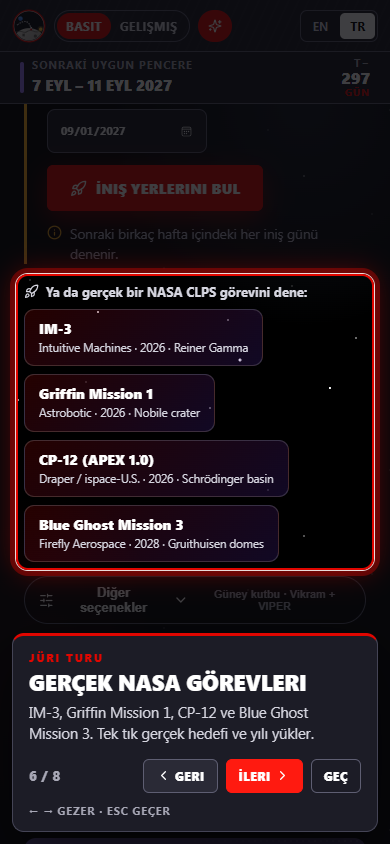 BASIT
GELIŞMIŞ
EN
TR
SONRAKI UYGUN PENCERE
7 EYL – 11 EYL 2027
T−
297
GÜN
09/01/2027
İNIŞ YERLERINI BUL
Sonraki birkaç hafta içindeki her iniş günü
denenir.
Ya da gerçek bir NASA CLPS görevini dene:
IM-3
Intuitive Machines · 2026 · Reiner Gamma
Griffin Mission 1
Astrobotic · 2026 · Nobile crater
CP-12 (APEX 1.0)
Draper / ispace-U.S. · 2026 · Schrödinger basin
Blue Ghost Mission 3
Firefly Aerospace · 2028 · Gruithuisen domes
Diğer
seçenekler
Güney kutbu · Vikram +
VIPER
JÜRI TURU
GERÇEK NASA GÖREVLERI
IM-3, Griffin Mission 1, CP-12 ve Blue Ghost
Mission 3. Tek tık gerçek hedefi ve yılı yükler.
6 / 8
GERI
İLERI
GEÇ
← → GEZER · ESC GEÇER